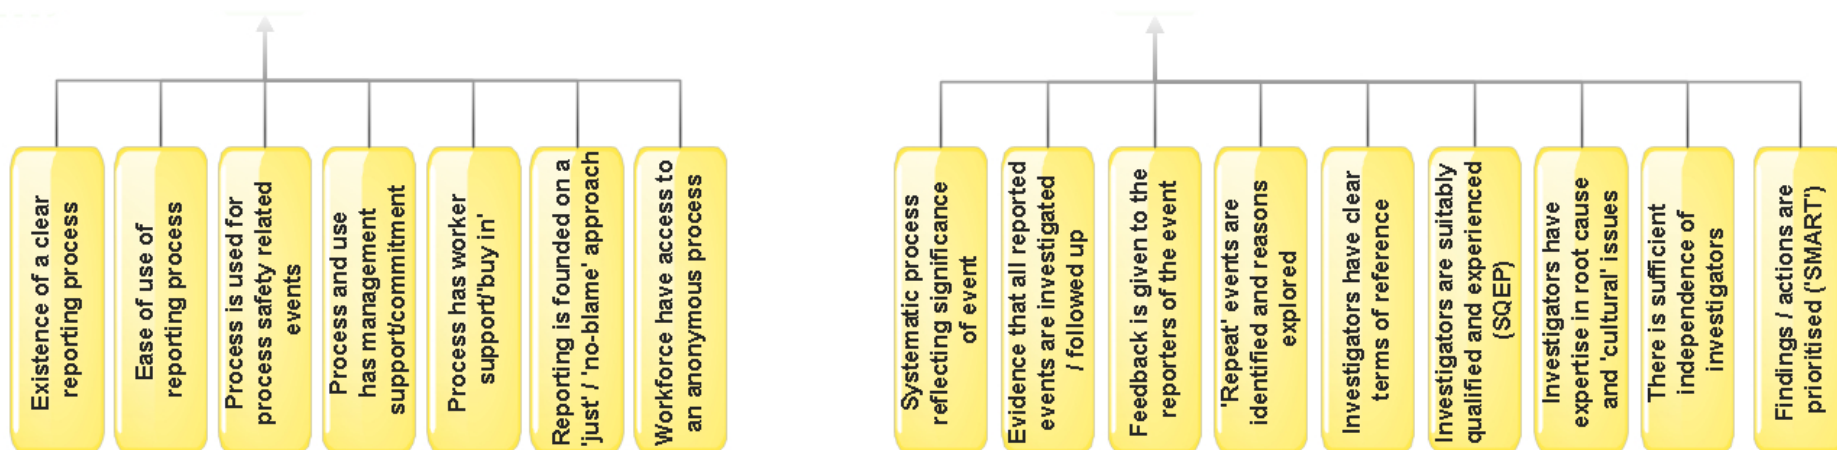 Existence of a clear
reporting process
Ease of use of
reporting process
Process is used for
process safety related
events
Process and use
has management
support/commitment
Process has worker
support/'buy in'
Reporting is founded on a
'just' / 'no-blame' approach
Workforce have access to
an anonymous process
Systematic process
reflecting significance
of event
Evidence that all reported
events are investigated
/ followed up
Feedback is given to the
reporters of the event
'Repeat' events are
identified and reasons
explored
Investigators have clear
terms of reference
Investigators are suitably
qualified and experienced
(SQEP)
Investigators have
expertise in root cause
and 'cultural' issues
There is sufficient
independence of
investigators
Findings / actions are
prioritised ('SMART')